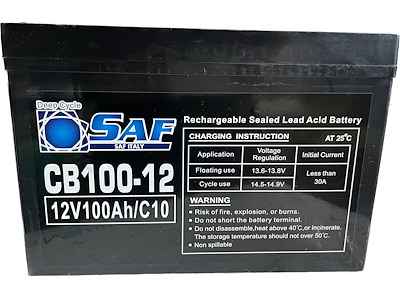 Deep Cycle
SAF
SAF ITALY
CB100-12
12V100Ah/C10
Rechargeable Sealed Lead Acid Battery
CHARGING INSTRUCTION AT 25°C
Application Voltage Regulation Initial Current
Floating use 13.6-13.8V Less than 30A
Cycle use 14.5-14.9V
WARNING
• Risk of fire, explosion, or burns.
• Do not short the battery terminal.
• Do not disassemble,heat above 40°C,or incinerate.
The storage temperature should not over 50°C.
• Non spillable